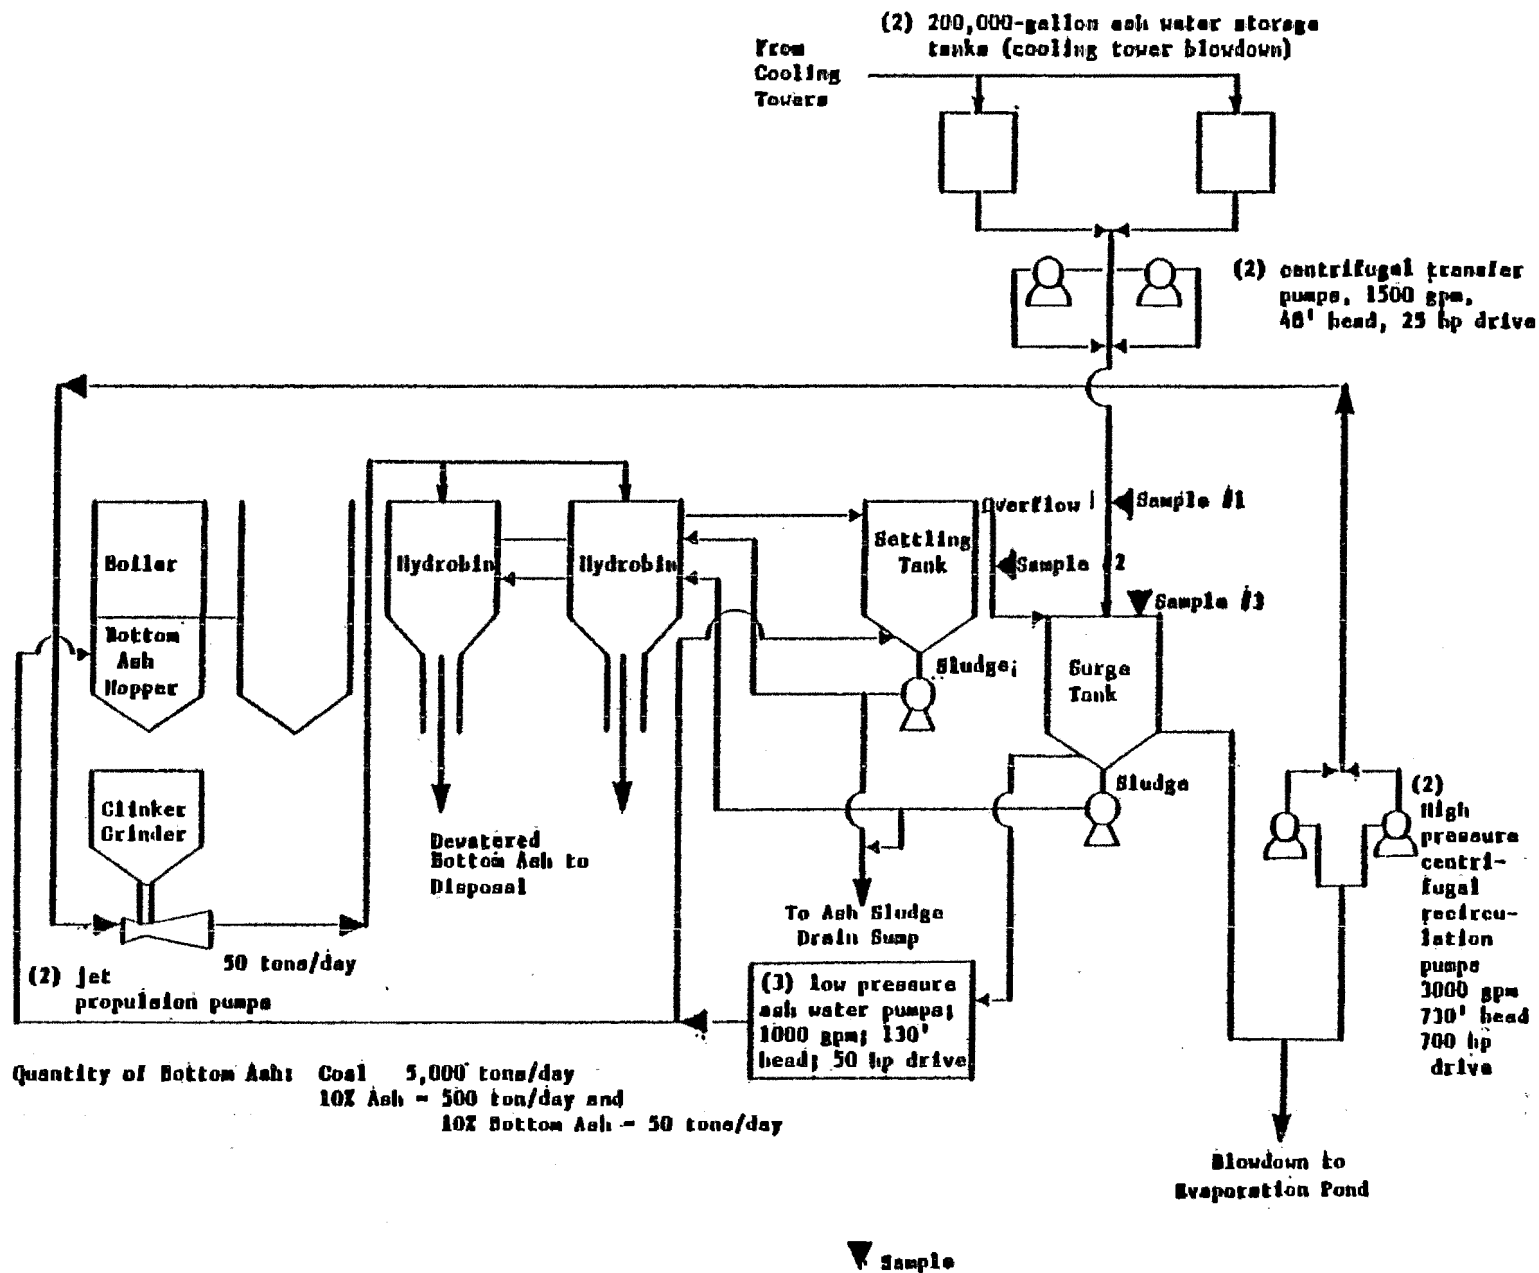 (2) 200,000-gallon ash water storage
tanks (cooling tower blowdown)
From
Cooling
Towers
(2) centrifugal transfer
pumps, 1500 gpm,
48' head, 25 hp drive
Overflow
Sample #1
Boiler
Hydrobin
Hydrobin
Settling
Tank
Sample #2
Sample #3
Bottom
Ash
Hopper
Sludge
Surge
Tank
Sludge
Clinker
Grinder
(2)
High
pressure
centri-
fugal
recircu-
lation
pumps
3000 gpm
730' head
700 hp
drive
Dewatered
Bottom Ash to
Disposal
To Ash Sludge
Drain Sump
50 tons/day
(2) jet
propulsion pumps
(3) low pressure
ash water pumps;
1000 gpm; 130'
head; 50 hp drive
Quantity of Bottom Ash: Coal 5,000 tons/day
10% Ash - 500 ton/day and
10% Bottom Ash - 50 tons/day
Blowdown to
Evaporation Pond
Sample